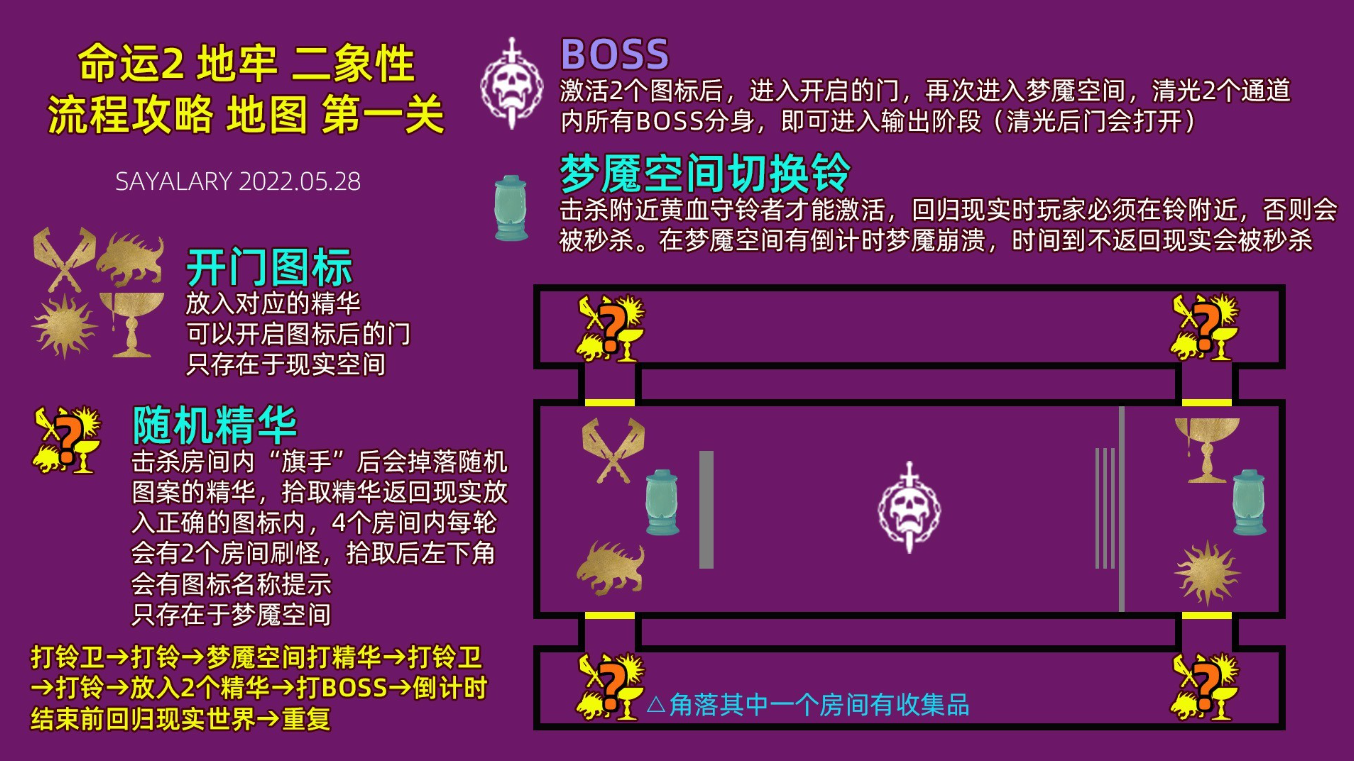 命运2 地牢 二象性
流程攻略 地图 第一关
SAYALARY 2022.05.28
开门图标
放入对应的精华
可以开启图标后的门
只存在于现实空间
随机精华
击杀房间内“旗手”后会掉落随机
图案的精华，拾取精华返回现实放
入正确的图标内，4个房间内每轮
会有2个房间刷怪，拾取后左下角
会有图标名称提示
只存在于梦魇空间
打铃卫→打铃→梦魇空间打精华→打铃卫
→打铃→放入2个精华→打BOSS→倒计时
结束前回归现实世界→重复
BOSS
激活2个图标后，进入开启的门，再次进入梦魇空间，清光2个通道
内所有BOSS分身，即可进入输出阶段（清光后门会打开）
梦魇空间切换铃
击杀附近黄血守铃者才能激活，回归现实时玩家必须在铃附近，否则会
被秒杀。在梦魇空间有倒计时梦魇崩溃，时间到不返回现实会被秒杀
?
?
?
?
?
△角落其中一个房间有收集品